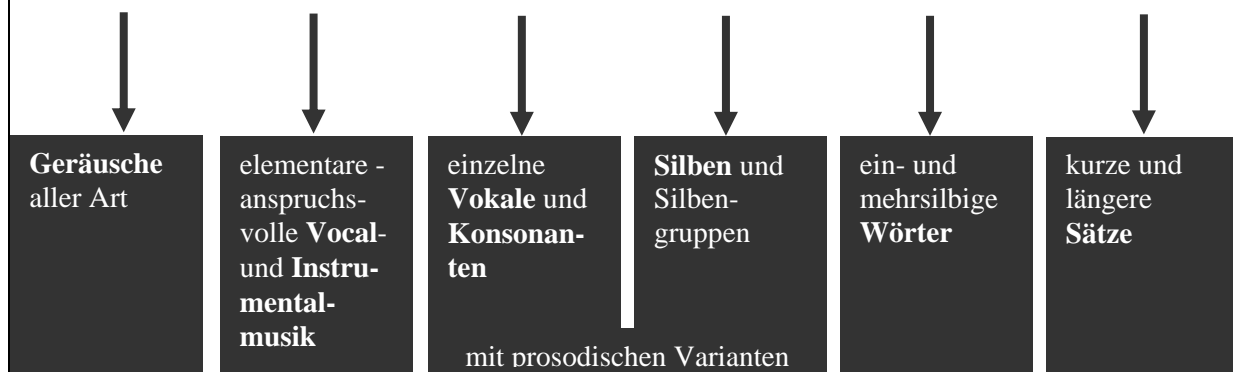 Geräusche
aller Art
elementare -
anspruchs-
volle Vocal-
und Instru-
mental-
musik
einzelne
Vokale und
Konsonan-
ten
Silben und
Silben-
gruppen
mit prosodischen Varianten
ein- und
mehrsilbige
Wörter
kurze und
längere
Sätze